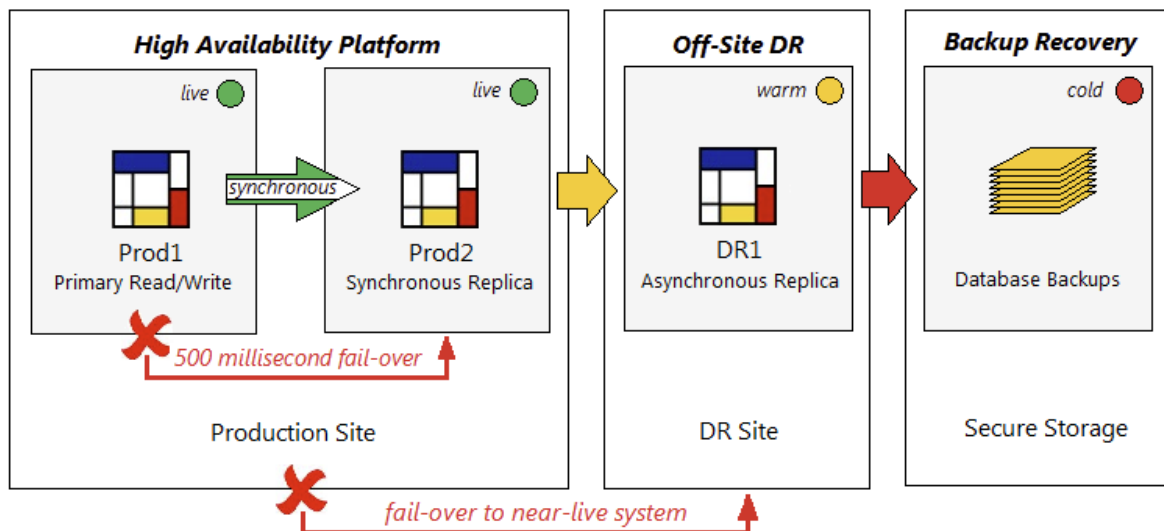 High Availability Platform
live
synchronous
Prod1
Primary Read/Write
live
Prod2
Synchronous Replica
500 millisecond fail-over
Production Site
Off-Site DR
warm
DR1
Asynchronous Replica
DR Site
fail-over to near-live system
Backup Recovery
cold
Database Backups
Secure Storage